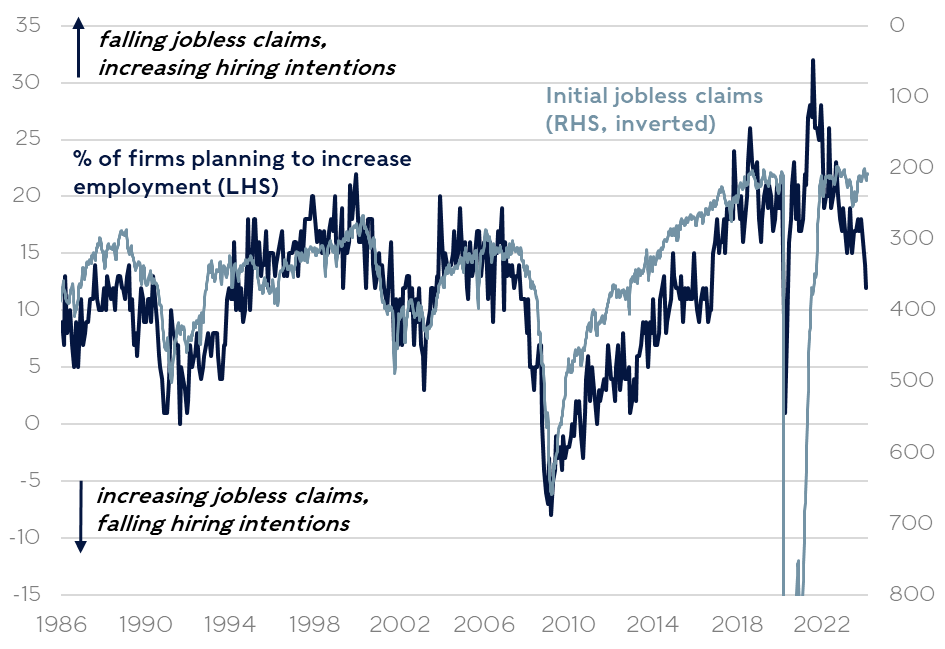 35
0
falling jobless claims,
increasing hiring intentions
30
100
Initial jobless claims
(RHS, inverted)
25
% of firms planning to increase
employment (LHS)
200
20
300
15
400
10
5
500
0
600
-5
increasing jobless claims,
falling hiring intentions
700
-10
-15
800
1986 1990 1994 1998 2002 2006 2010 2014 2018 2022